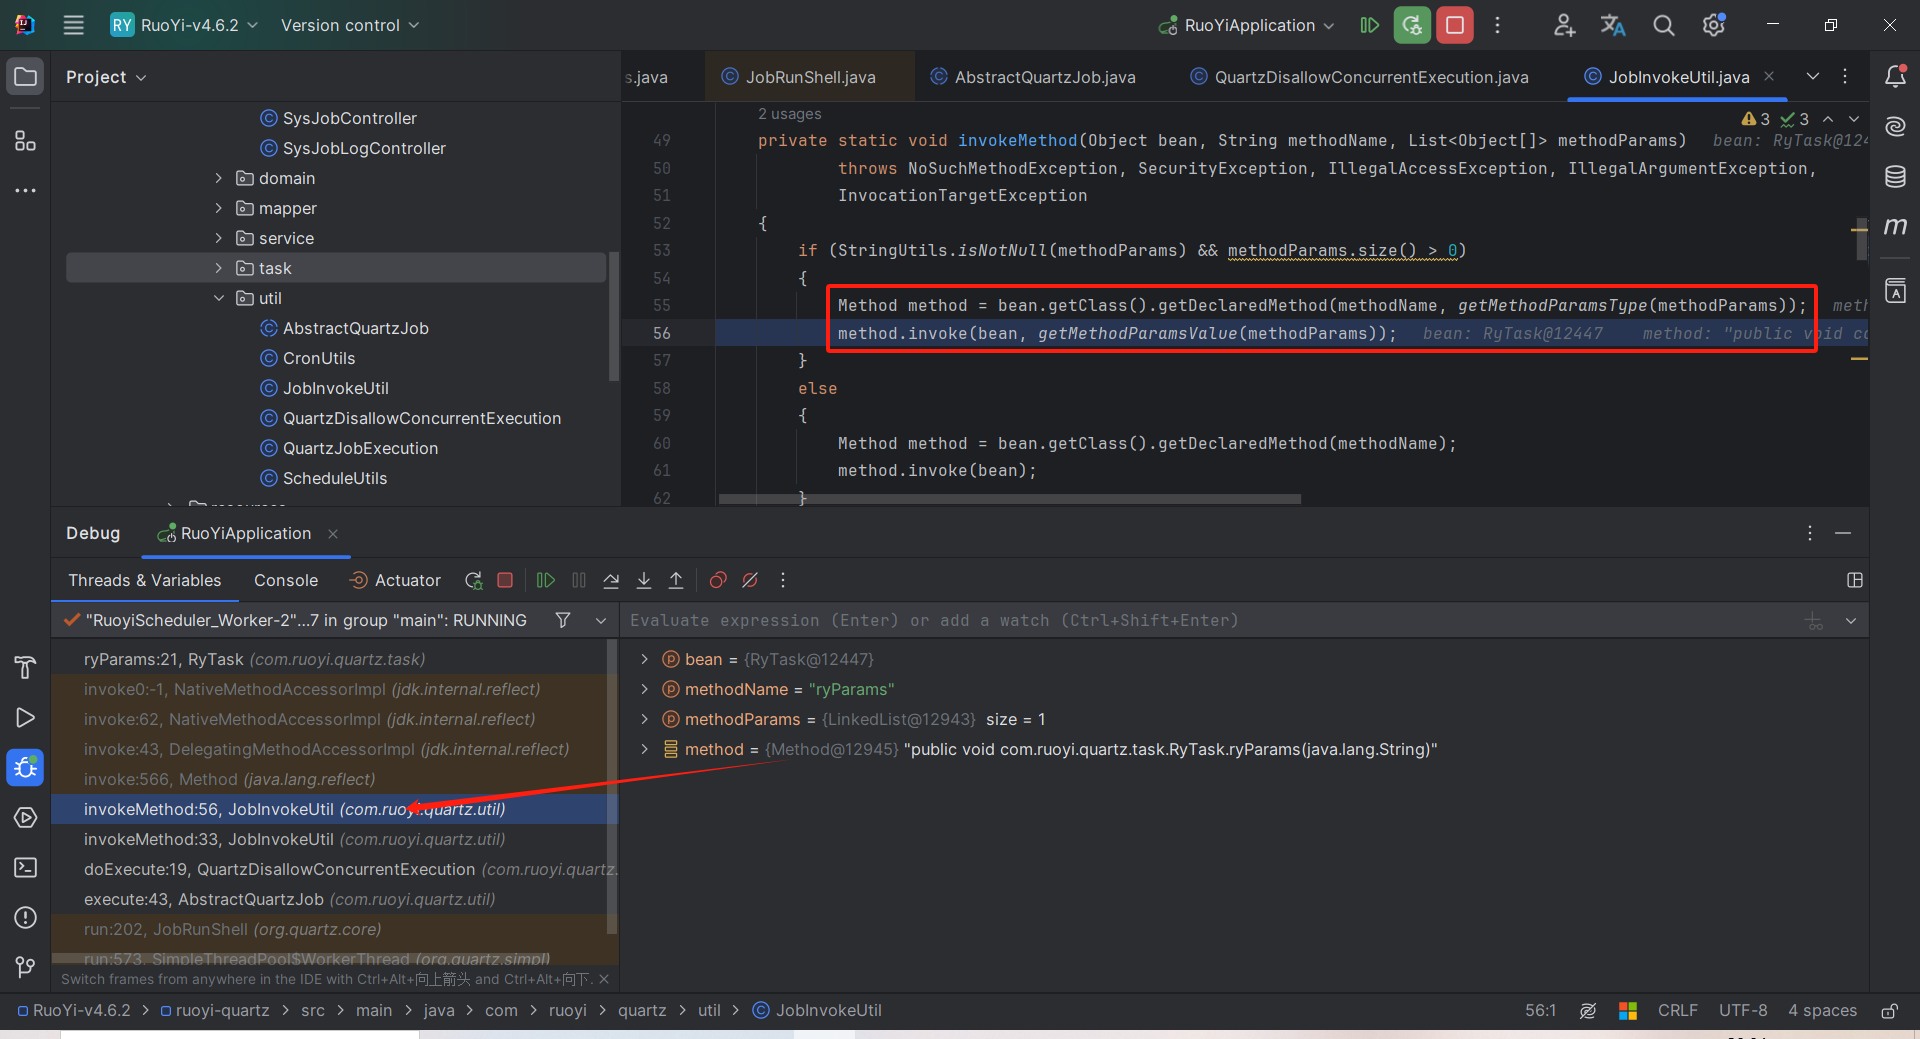 RY RuoYi-v4.6.2 Version control RuoYiApplication
Project
s.java JobRunShell.java AbstractQuartzJob.java QuartzDisallowConcurrentExecution.java JobInvokeUtil.java
SysJobController
SysJobLogController
domain
mapper
service
task
util
AbstractQuartzJob
CronUtils
JobInvokeUtil
QuartzDisallowConcurrentExecution
QuartzJobExecution
ScheduleUtils
2 usages
3 3
49 private static void invokeMethod(Object bean, String methodName, List<Object[]> methodParams) bean: RyTask@124
50 throws NoSuchMethodException, SecurityException, IllegalAccessException, IllegalArgumentException,
51 InvocationTargetException
52 {
53 if (StringUtils.isNotNull(methodParams) && methodParams.size() > 0)
54 {
55 Method method = bean.getClass().getDeclaredMethod(methodName, getMethodParamsType(methodParams)); meth
56 method.invoke(bean, getMethodParamsValue(methodParams)); bean: RyTask@12447 method: "public void co
57 }
58 else
59 {
60 Method method = bean.getClass().getDeclaredMethod(methodName);
61 method.invoke(bean);
62 }
Debug RuoYiApplication
Threads & Variables Console Actuator
"RuoyiScheduler_Worker-2"...7 in group "main": RUNNING
Evaluate expression (Enter) or add a watch (Ctrl+Shift+Enter)
ryParams:21, RyTask (com.ruoyi.quartz.task)
invoke0:-1, NativeMethodAccessorImpl (jdk.internal.reflect)
invoke:62, NativeMethodAccessorImpl (jdk.internal.reflect)
invoke:43, DelegatingMethodAccessorImpl (jdk.internal.reflect)
invoke:566, Method (java.lang.reflect)
invokeMethod:56, JobInvokeUtil (com.ruoyi.quartz.util)
invokeMethod:33, JobInvokeUtil (com.ruoyi.quartz.util)
doExecute:19, QuartzDisallowConcurrentExecution (com.ruoyi.quartz.
execute:43, AbstractQuartzJob (com.ruoyi.quartz.util)
run:202, JobRunShell (org.quartz.core)
run:573, SimpleThreadPool$WorkerThread (org.quartz.simpl)
bean = {RyTask@12447}
methodName = "ryParams"
methodParams = {LinkedList@12943} size = 1
method = {Method@12945} "public void com.ruoyi.quartz.task.RyTask.ryParams(java.lang.String)"
Switch frames from anywhere in the IDE with Ctrl+Alt+向上箭头 and Ctrl+Alt+向下.
RuoYi-v4.6.2 > ruoyi-quartz > src > main > java > com > ruoyi > quartz > util > JobInvokeUtil
56:1 CRLF UTF-8 4 spaces